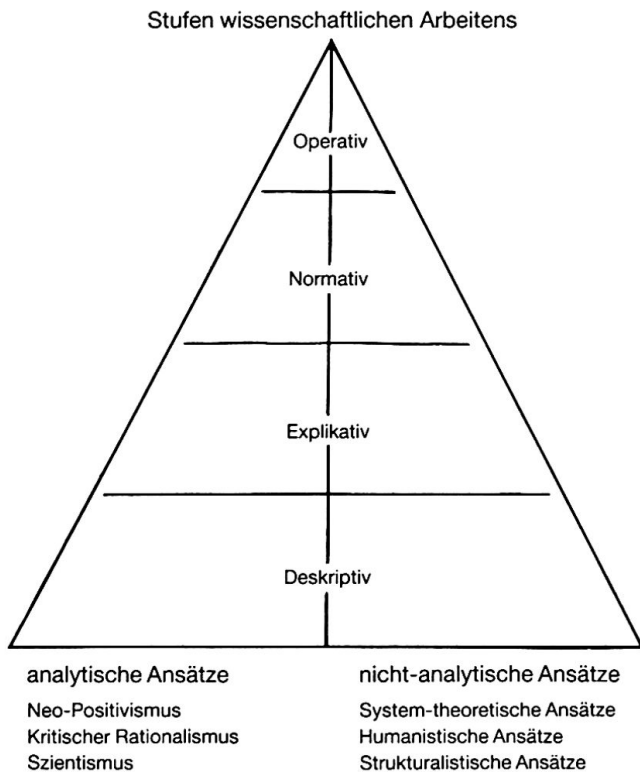 Stufen wissenschaftlichen Arbeitens
Operativ
Normativ
Explikativ
Deskriptiv
analytische Ansätze
Neo-Positivismus
Kritischer Rationalismus
Szientismus
nicht-analytische Ansätze
System-theoretische Ansätze
Humanistische Ansätze
Strukturalistische Ansätze